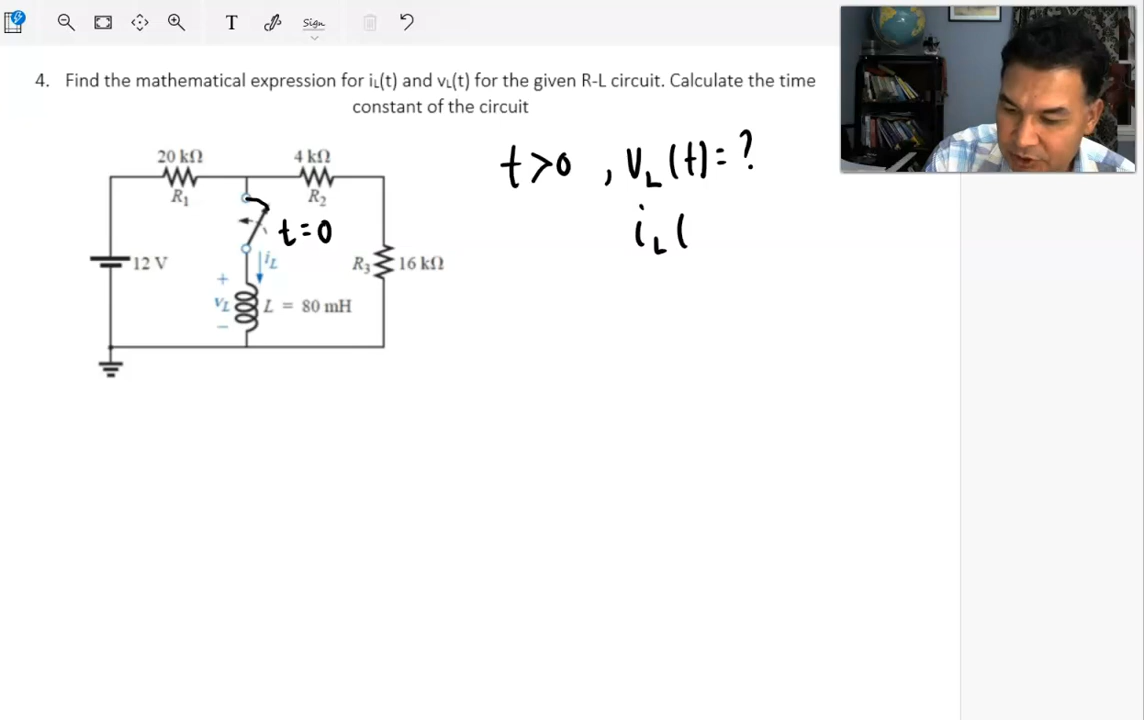 T Sign
4. Find the mathematical expression for iL(t) and vL(t) for the given R-L circuit. Calculate the time
constant of the circuit
20 kΩ
4 kΩ
R1
R2
t>0 , VL(t)=?
iL(
t=0
12 V
iL
R3 16 kΩ
+
vL L = 80 mH
−